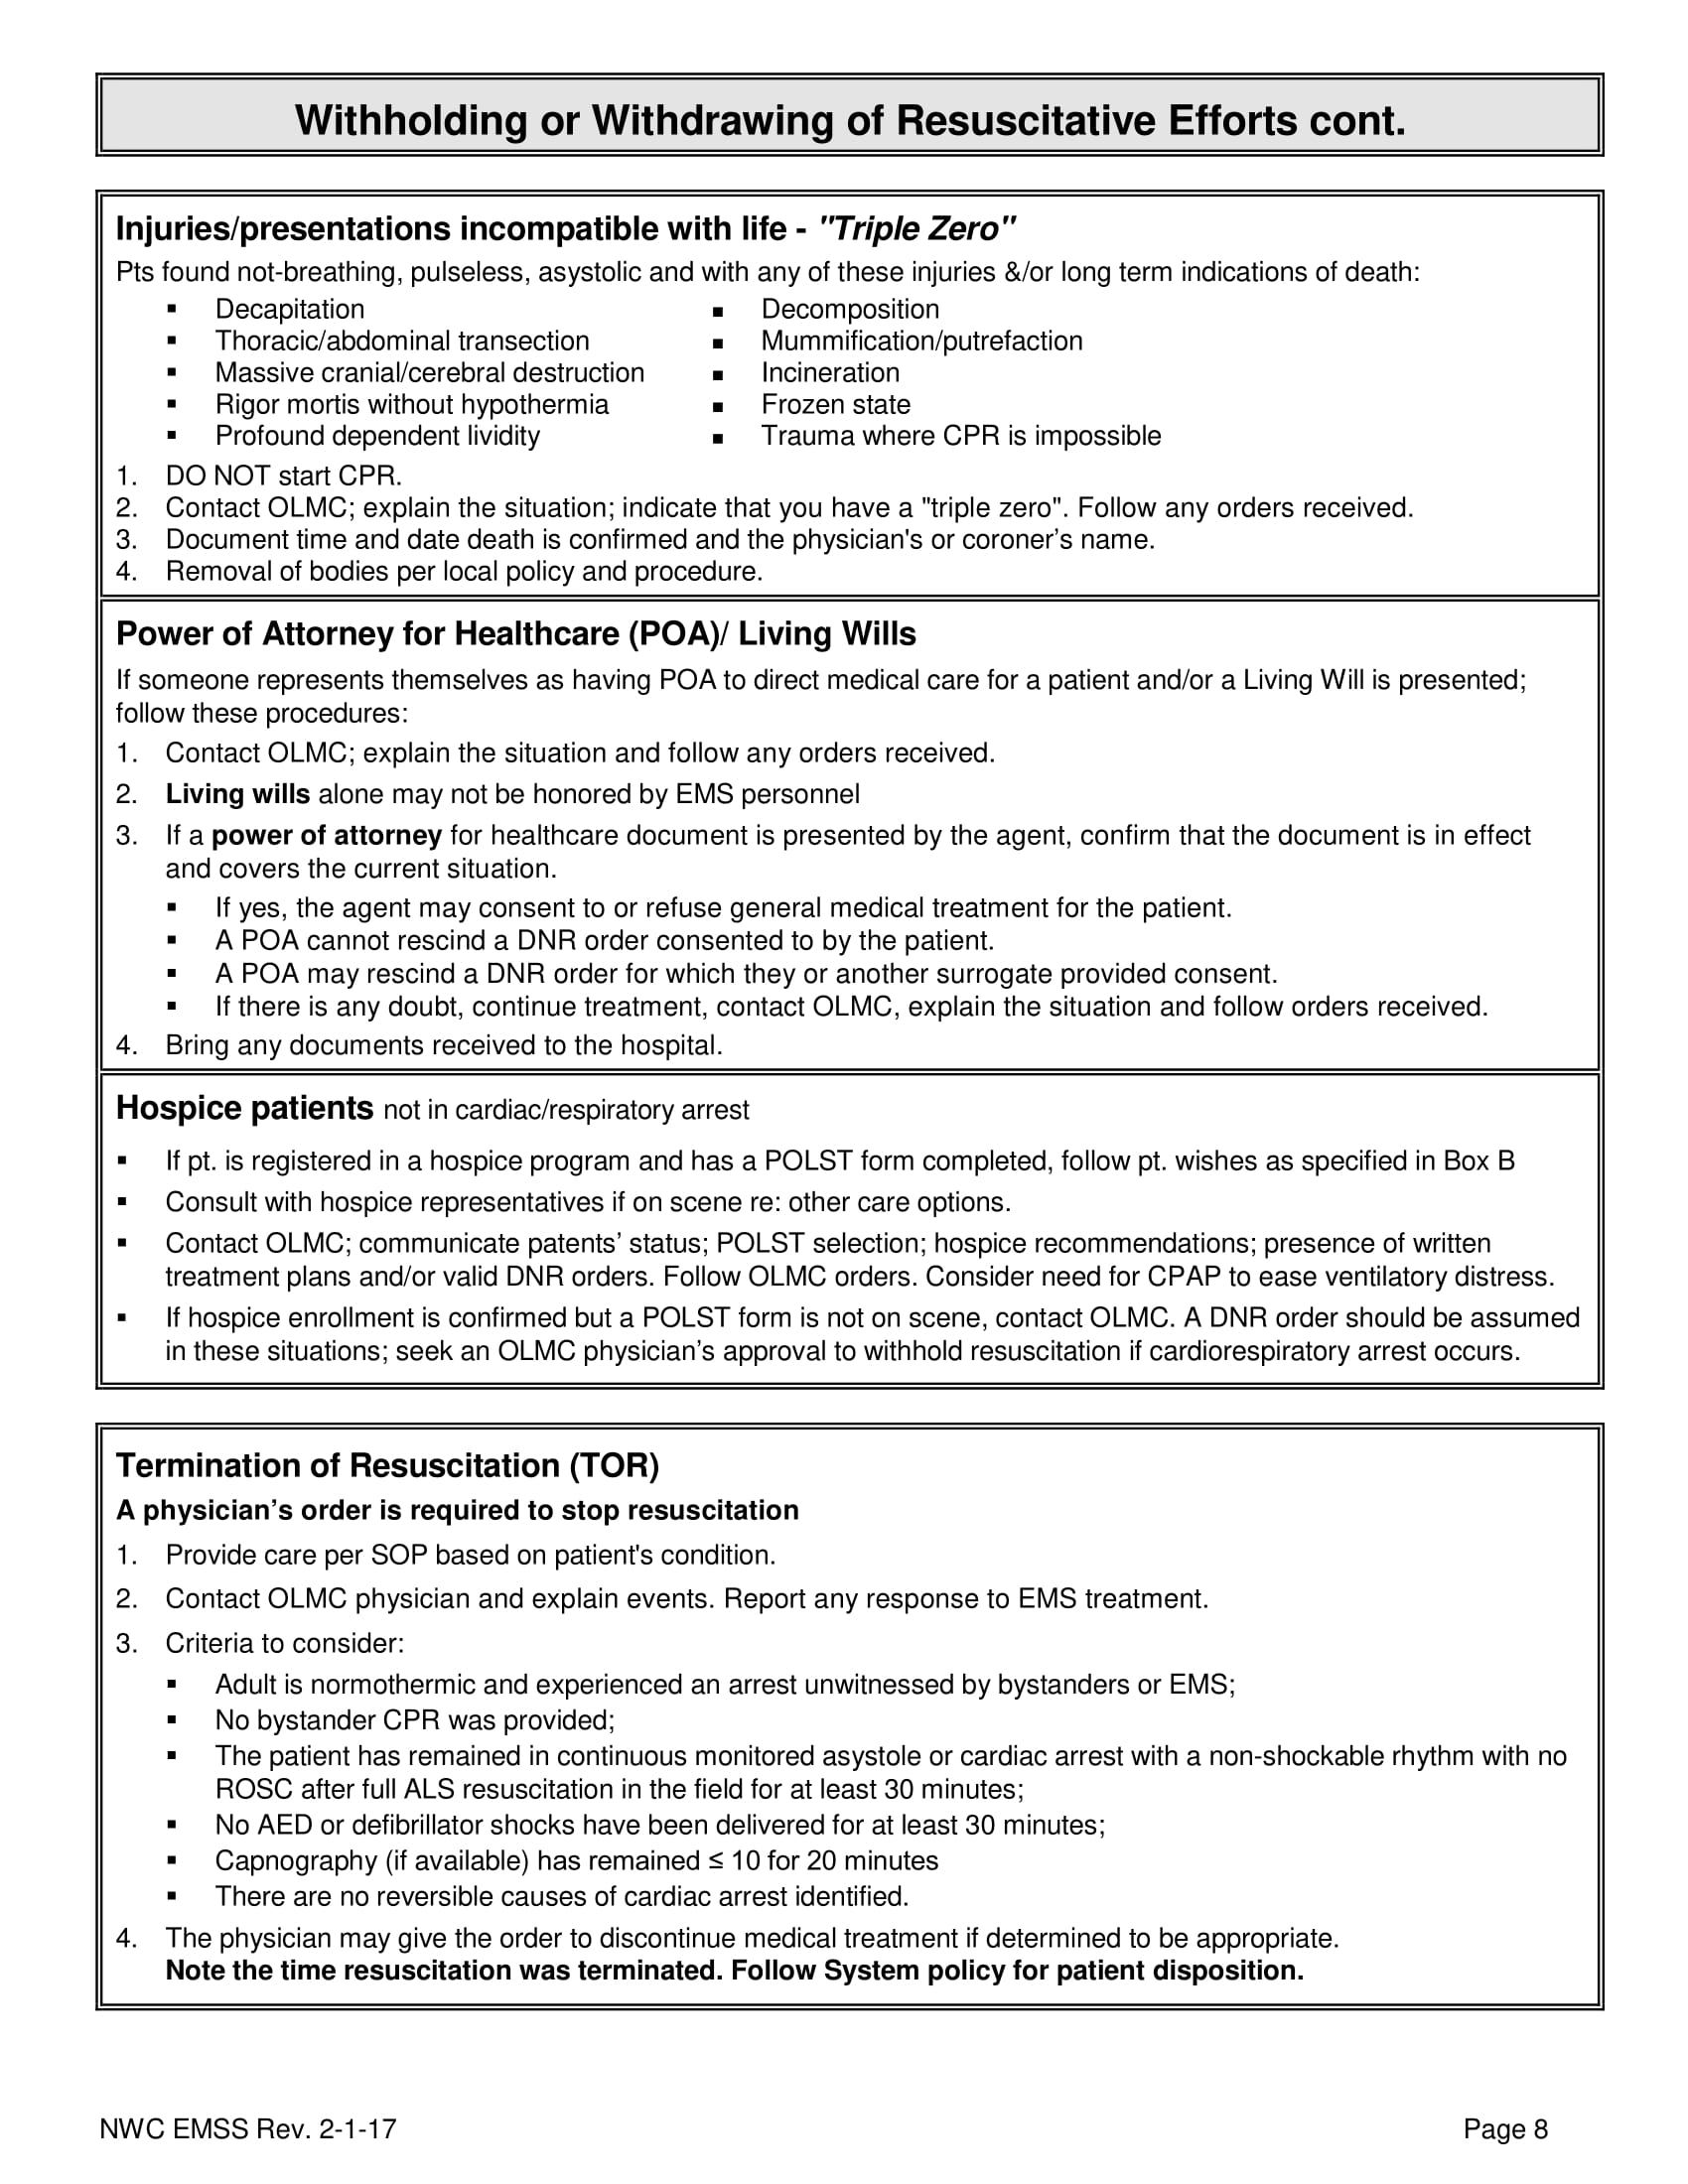 Withholding or Withdrawing of Resuscitative Efforts cont.
Injuries/presentations incompatible with life - "Triple Zero"
Pts found not-breathing, pulseless, asystolic and with any of these injuries &/or long term indications of death:
▪ Decapitation
▪ Thoracic/abdominal transection
▪ Massive cranial/cerebral destruction
▪ Rigor mortis without hypothermia
▪ Profound dependent lividity
▪ Decomposition
▪ Mummification/putrefaction
▪ Incineration
▪ Frozen state
▪ Trauma where CPR is impossible
1. DO NOT start CPR.
2. Contact OLMC; explain the situation; indicate that you have a "triple zero". Follow any orders received.
3. Document time and date death is confirmed and the physician's or coroner’s name.
4. Removal of bodies per local policy and procedure.
Power of Attorney for Healthcare (POA)/ Living Wills
If someone represents themselves as having POA to direct medical care for a patient and/or a Living Will is presented;
follow these procedures:
1. Contact OLMC; explain the situation and follow any orders received.
2. Living wills alone may not be honored by EMS personnel
3. If a power of attorney for healthcare document is presented by the agent, confirm that the document is in effect
and covers the current situation.
▪ If yes, the agent may consent to or refuse general medical treatment for the patient.
▪ A POA cannot rescind a DNR order consented to by the patient.
▪ A POA may rescind a DNR order for which they or another surrogate provided consent.
▪ If there is any doubt, continue treatment, contact OLMC, explain the situation and follow orders received.
4. Bring any documents received to the hospital.
Hospice patients not in cardiac/respiratory arrest
▪ If pt. is registered in a hospice program and has a POLST form completed, follow pt. wishes as specified in Box B
▪ Consult with hospice representatives if on scene re: other care options.
▪ Contact OLMC; communicate patents’ status; POLST selection; hospice recommendations; presence of written
treatment plans and/or valid DNR orders. Follow OLMC orders. Consider need for CPAP to ease ventilatory distress.
▪ If hospice enrollment is confirmed but a POLST form is not on scene, contact OLMC. A DNR order should be assumed
in these situations; seek an OLMC physician’s approval to withhold resuscitation if cardiorespiratory arrest occurs.
Termination of Resuscitation (TOR)
A physician’s order is required to stop resuscitation
1. Provide care per SOP based on patient's condition.
2. Contact OLMC physician and explain events. Report any response to EMS treatment.
3. Criteria to consider:
▪ Adult is normothermic and experienced an arrest unwitnessed by bystanders or EMS;
▪ No bystander CPR was provided;
▪ The patient has remained in continuous monitored asystole or cardiac arrest with a non-shockable rhythm with no
ROSC after full ALS resuscitation in the field for at least 30 minutes;
▪ No AED or defibrillator shocks have been delivered for at least 30 minutes;
▪ Capnography (if available) has remained ≤ 10 for 20 minutes
▪ There are no reversible causes of cardiac arrest identified.
4. The physician may give the order to discontinue medical treatment if determined to be appropriate.
Note the time resuscitation was terminated. Follow System policy for patient disposition.
NWC EMSS Rev. 2-1-17
Page 8